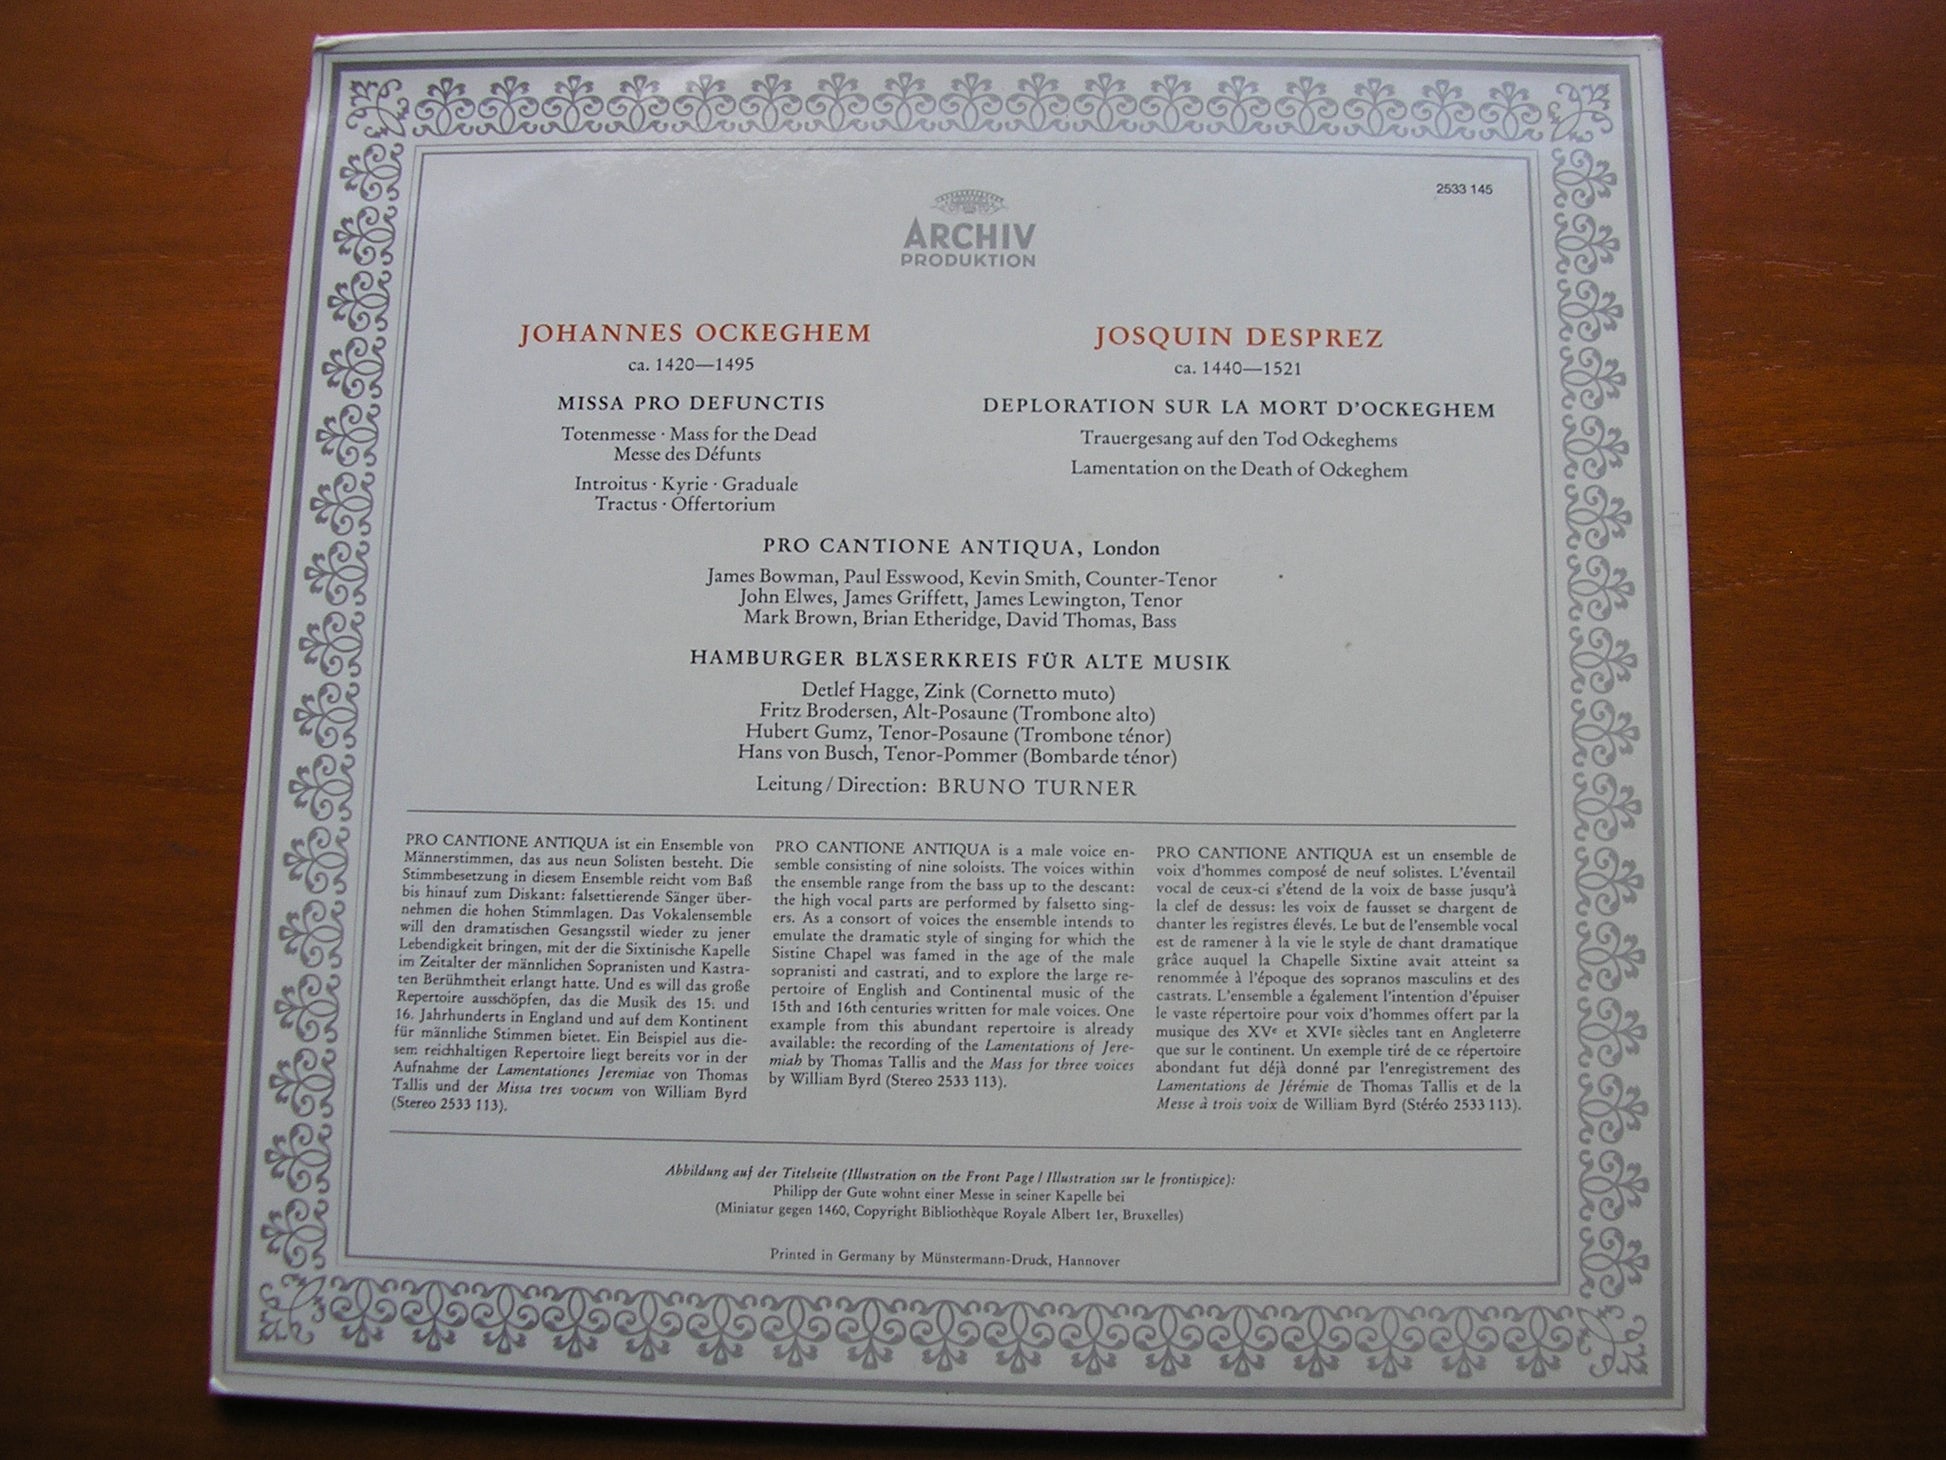 2533 145
ARCHIV
PRODUKTION
JOHANNES OCKEGHEM
ca. 1420—1495
MISSA PRO DEFUNCTIS
Totenmesse · Mass for the Dead
Messe des Défunts
Introitus · Kyrie · Graduale
Tractus · Offertorium
JOSQUIN DESPREZ
ca. 1440—1521
DEPLORATION SUR LA MORT D'OCKEGHEM
Trauergesang auf den Tod Ockeghems
Lamentation on the Death of Ockeghem
PRO CANTIONE ANTIQUA, London
James Bowman, Paul Esswood, Kevin Smith, Counter-Tenor
John Elwes, James Griffett, James Lewington, Tenor
Mark Brown, Brian Etheridge, David Thomas, Bass
HAMBURGER BLÄSERKREIS FÜR ALTE MUSIK
Detlef Hagge, Zink (Cornetto muto)
Fritz Brodersen, Alt-Posaune (Trombone alto)
Hubert Gumz, Tenor-Posaune (Trombone ténor)
Hans von Busch, Tenor-Pommer (Bombarde ténor)
Leitung / Direction: BRUNO TURNER
PRO CANTIONE ANTIQUA ist ein Ensemble von
Männerstimmen, das aus neun Solisten besteht. Die
Stimmbesetzung in diesem Ensemble reicht vom Baß
bis hinauf zum Diskant: falsettierende Sänger über-
nehmen die hohen Stimmlagen. Das Vokalensemble
will den dramatischen Gesangsstil wieder zu jener
Lebendigkeit bringen, mit der die Sixtinische Kapelle
im Zeitalter der männlichen Sopranisten und Kastra-
ten Berühmtheit erlangt hatte. Und es will das große
Repertoire ausschöpfen, das die Musik des 15. und
16. Jahrhunderts in England und auf dem Kontinent
für männliche Stimmen bietet. Ein Beispiel aus die-
sem reichhaltigen Repertoire liegt bereits vor in der
Aufnahme der Lamentationes Jeremiae von Thomas
Tallis und der Missa tres vocum von William Byrd
(Stereo 2533 113).
PRO CANTIONE ANTIQUA is a male voice en-
semble consisting of nine soloists. The voices within
the ensemble range from the bass up to the descant:
the high vocal parts are performed by falsetto sing-
ers. As a consort of voices the ensemble intends to
emulate the dramatic style of singing for which the
Sistine Chapel was famed in the age of the male
sopranisti and castrati, and to explore the large re-
pertoire of English and Continental music of the
15th and 16th centuries written for male voices. One
example from this abundant repertoire is already
available: the recording of the Lamentations of Jere-
miah by Thomas Tallis and the Mass for three voices
by William Byrd (Stereo 2533 113).
PRO CANTIONE ANTIQUA est un ensemble de
voix d'hommes composé de neuf solistes. L'éventail
vocal de ceux-ci s'étend de la voix de basse jusqu'à
la clef de dessus: les voix de fausset se chargent de
chanter les registres élevés. Le but de l'ensemble vocal
est de ramener à la vie le style de chant dramatique
grâce auquel la Chapelle Sixtine avait atteint sa
renommée à l'époque des sopranos masculins et des
castrats. L'ensemble a également l'intention d'épuiser
le vaste répertoire pour voix d'hommes offert par la
musique des XVe et XVIe siècles tant en Angleterre
que sur le continent. Un exemple tiré de ce répertoire
abondant fut déjà donné par l'enregistrement des
Lamentations de Jérémie de Thomas Tallis et de la
Messe à trois voix de William Byrd (Stéréo 2533 113).
Abbildung auf der Titelseite (Illustration on the Front Page / Illustration sur le frontispice):
Philipp der Gute wohnt einer Messe in seiner Kapelle bei
(Miniatur gegen 1460, Copyright Bibliothèque Royale Albert 1er, Bruxelles)
Printed in Germany by Münstermann-Druck, Hannover